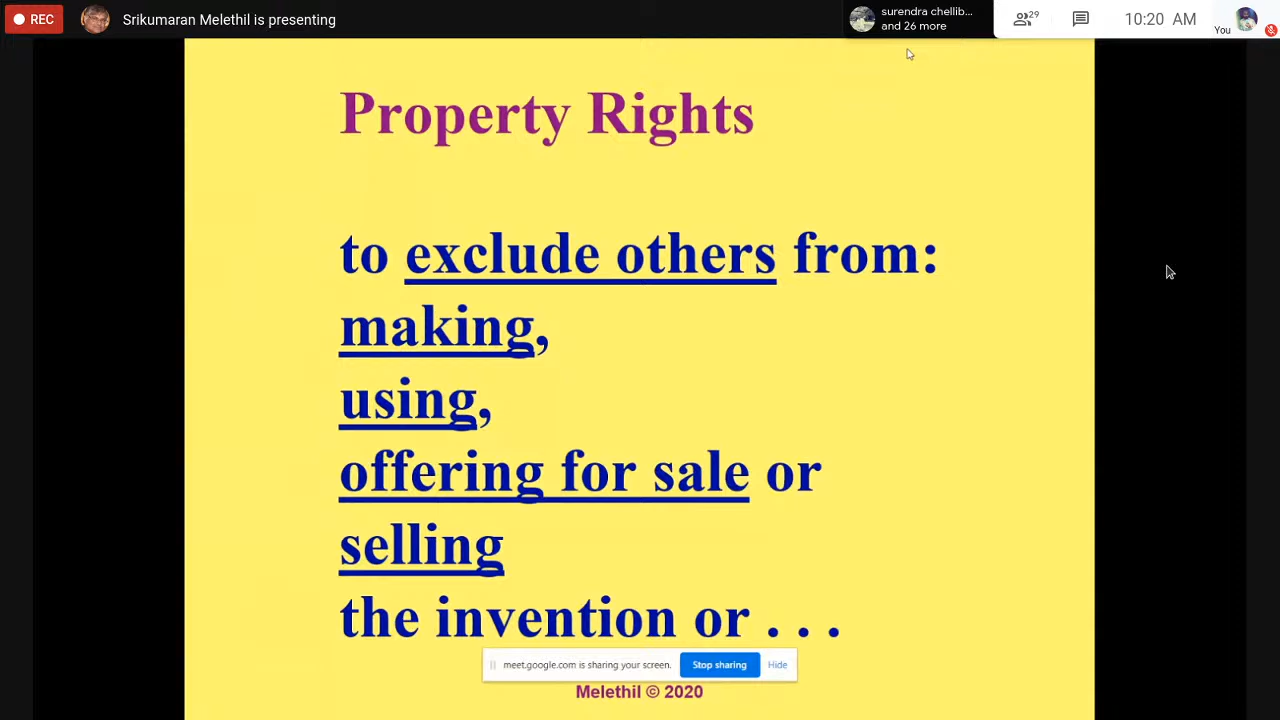 REC
Srikumaran Melethil is presenting
surendra chellib...
and 26 more
29
10:20 AM
You
Property Rights
to exclude others from:
making,
using,
offering for sale or
selling
the invention or . . .
meet.google.com is sharing your screen.
Stop sharing
Hide
Melethil © 2020